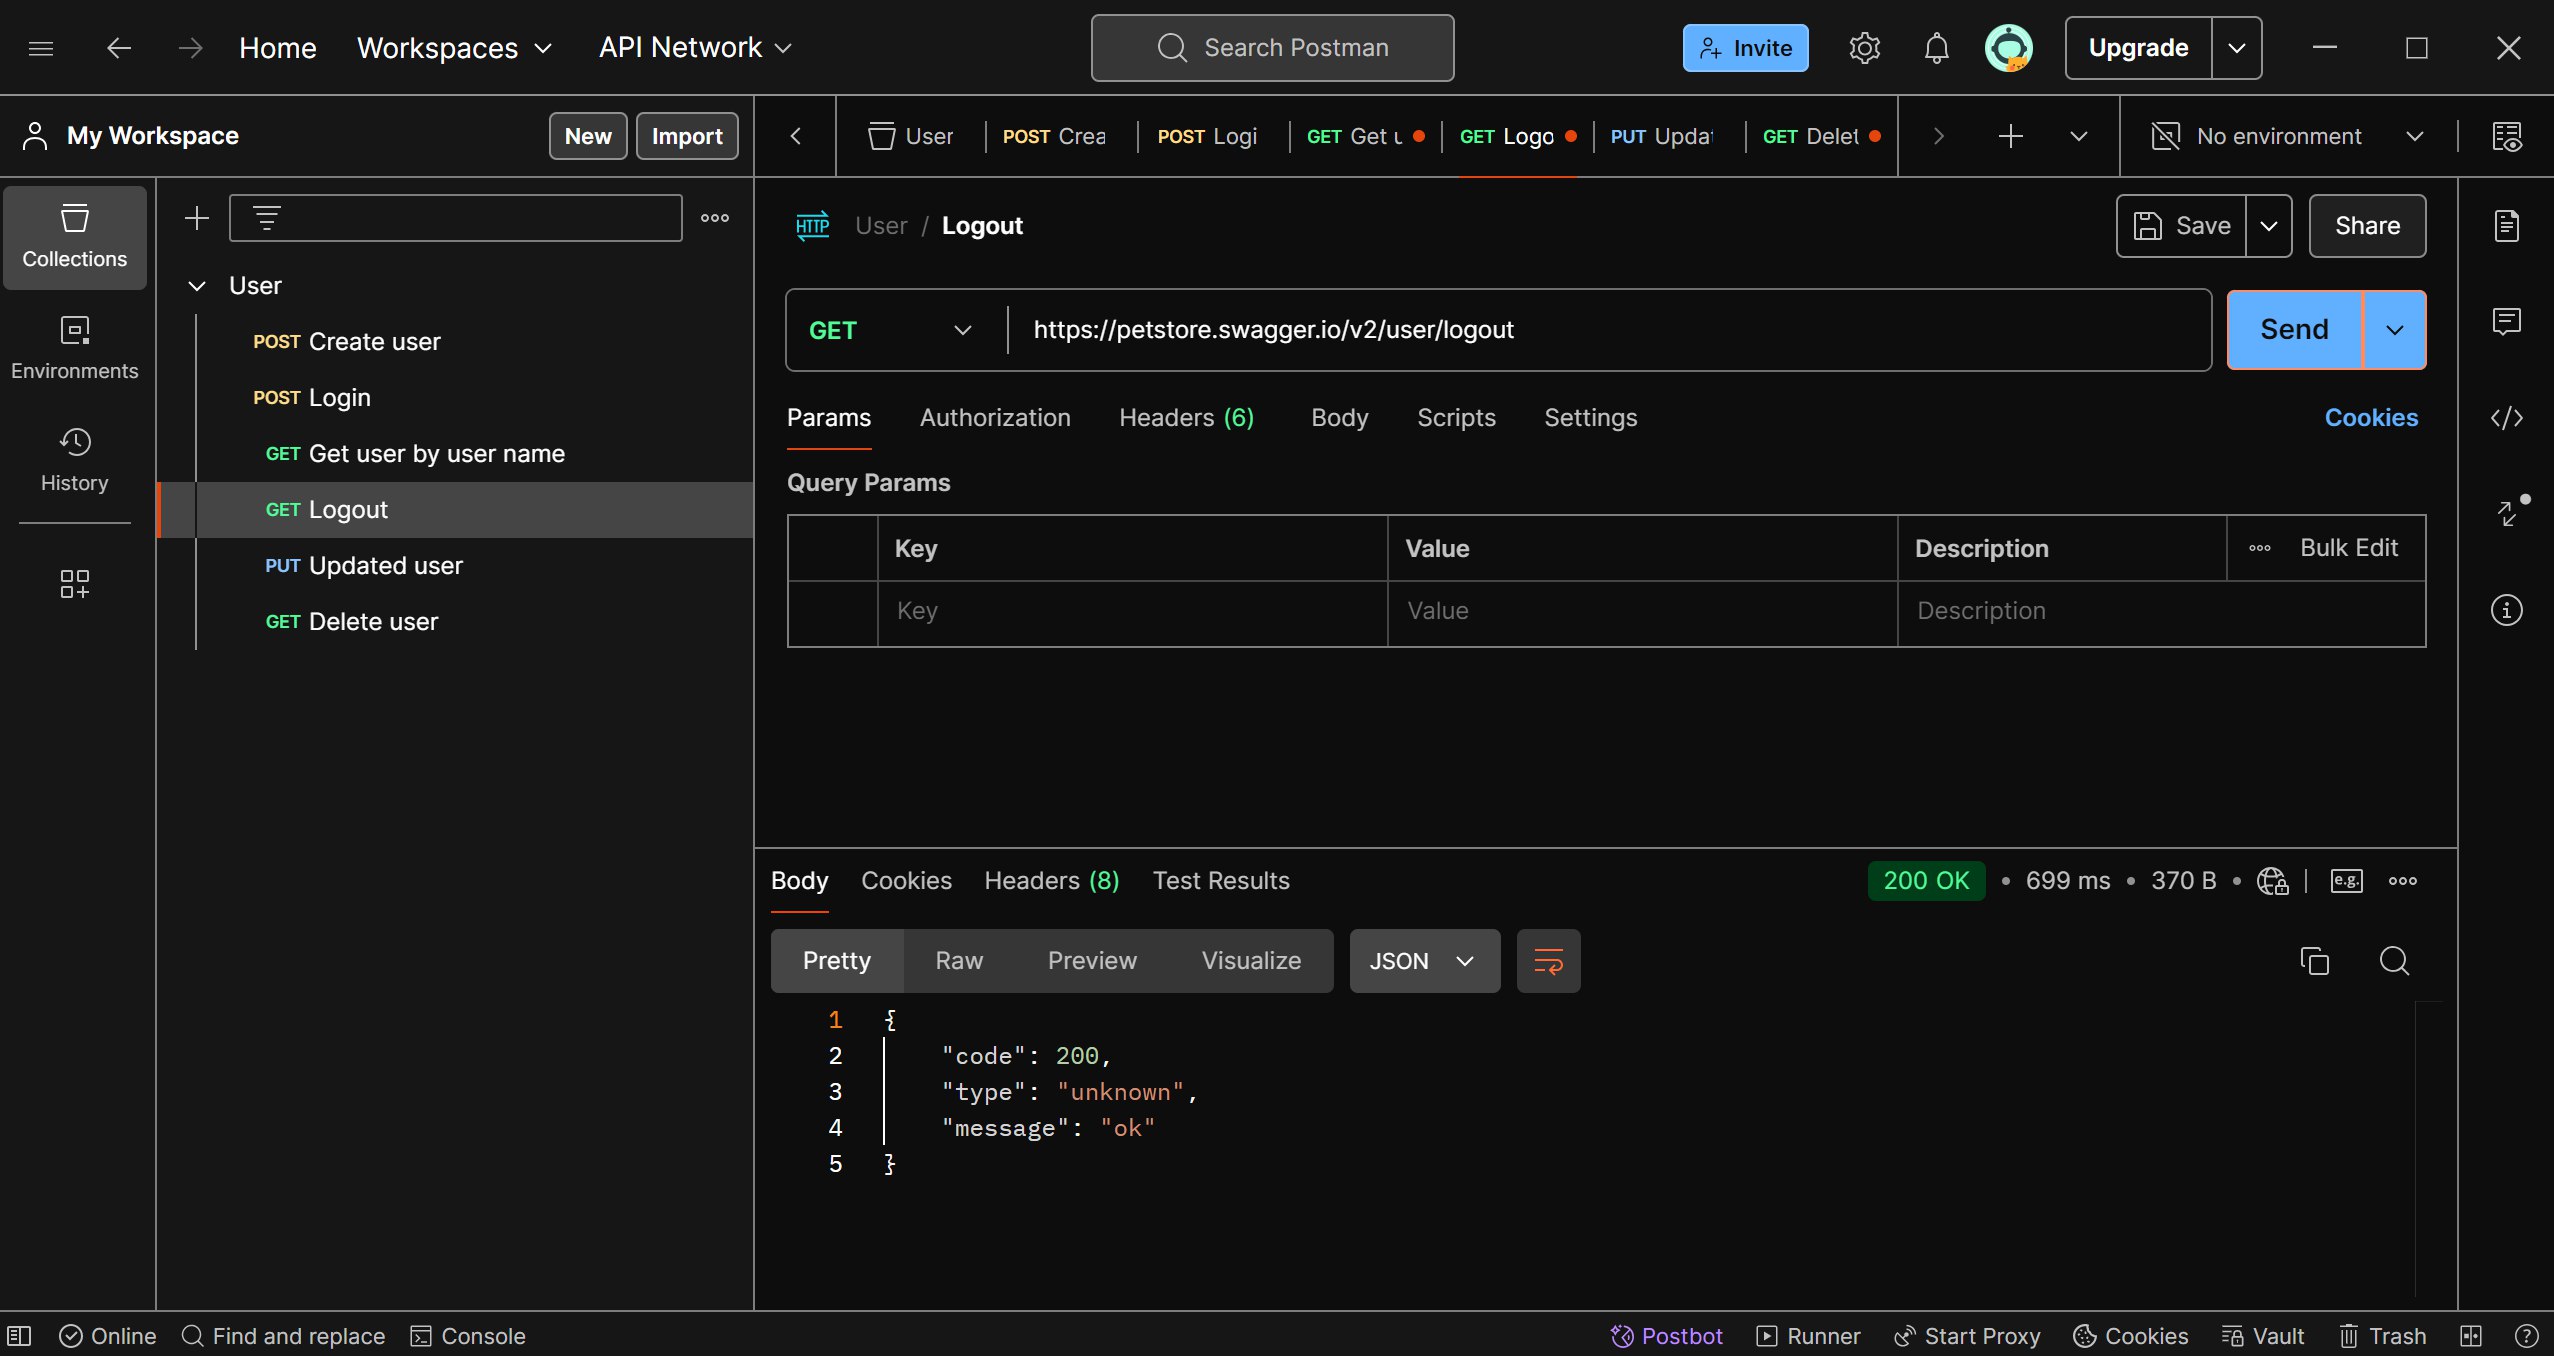 Home Workspaces API Network Search Postman Invite Upgrade
My Workspace New Import User POST Crea POST Logi GET Get u GET Logo PUT Updat GET Delet No environment
Collections
Environments
History
User
POST Create user
POST Login
GET Get user by user name
GET Logout
PUT Updated user
GET Delete user
HTTP User / Logout Save Share
GET https://petstore.swagger.io/v2/user/logout Send
Params Authorization Headers (6) Body Scripts Settings Cookies
Query Params
Key Value Description Bulk Edit
Key Value Description
Body Cookies Headers (8) Test Results 200 OK • 699 ms • 370 B • e.g.
Pretty Raw Preview Visualize JSON
1 {
2 "code": 200,
3 "type": "unknown",
4 "message": "ok"
5 }
Online Find and replace Console Postbot Runner Start Proxy Cookies Vault Trash